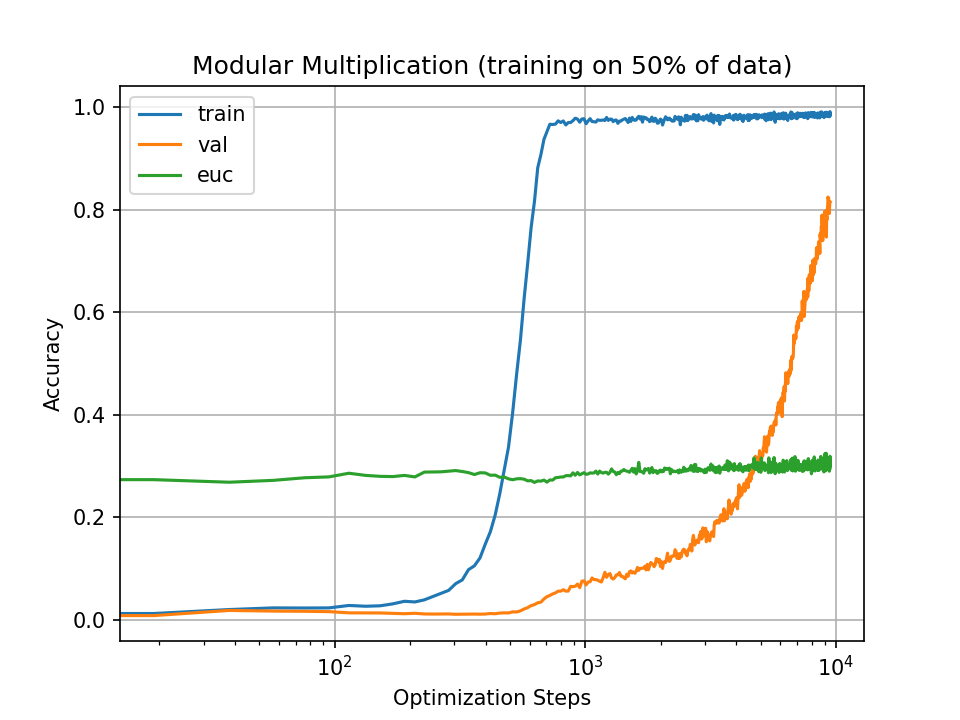 Modular Multiplication (training on 50% of data)
train
val
euc
1.0
0.8
0.6
0.4
0.2
0.0
Accuracy
10²
10³
10⁴
Optimization Steps